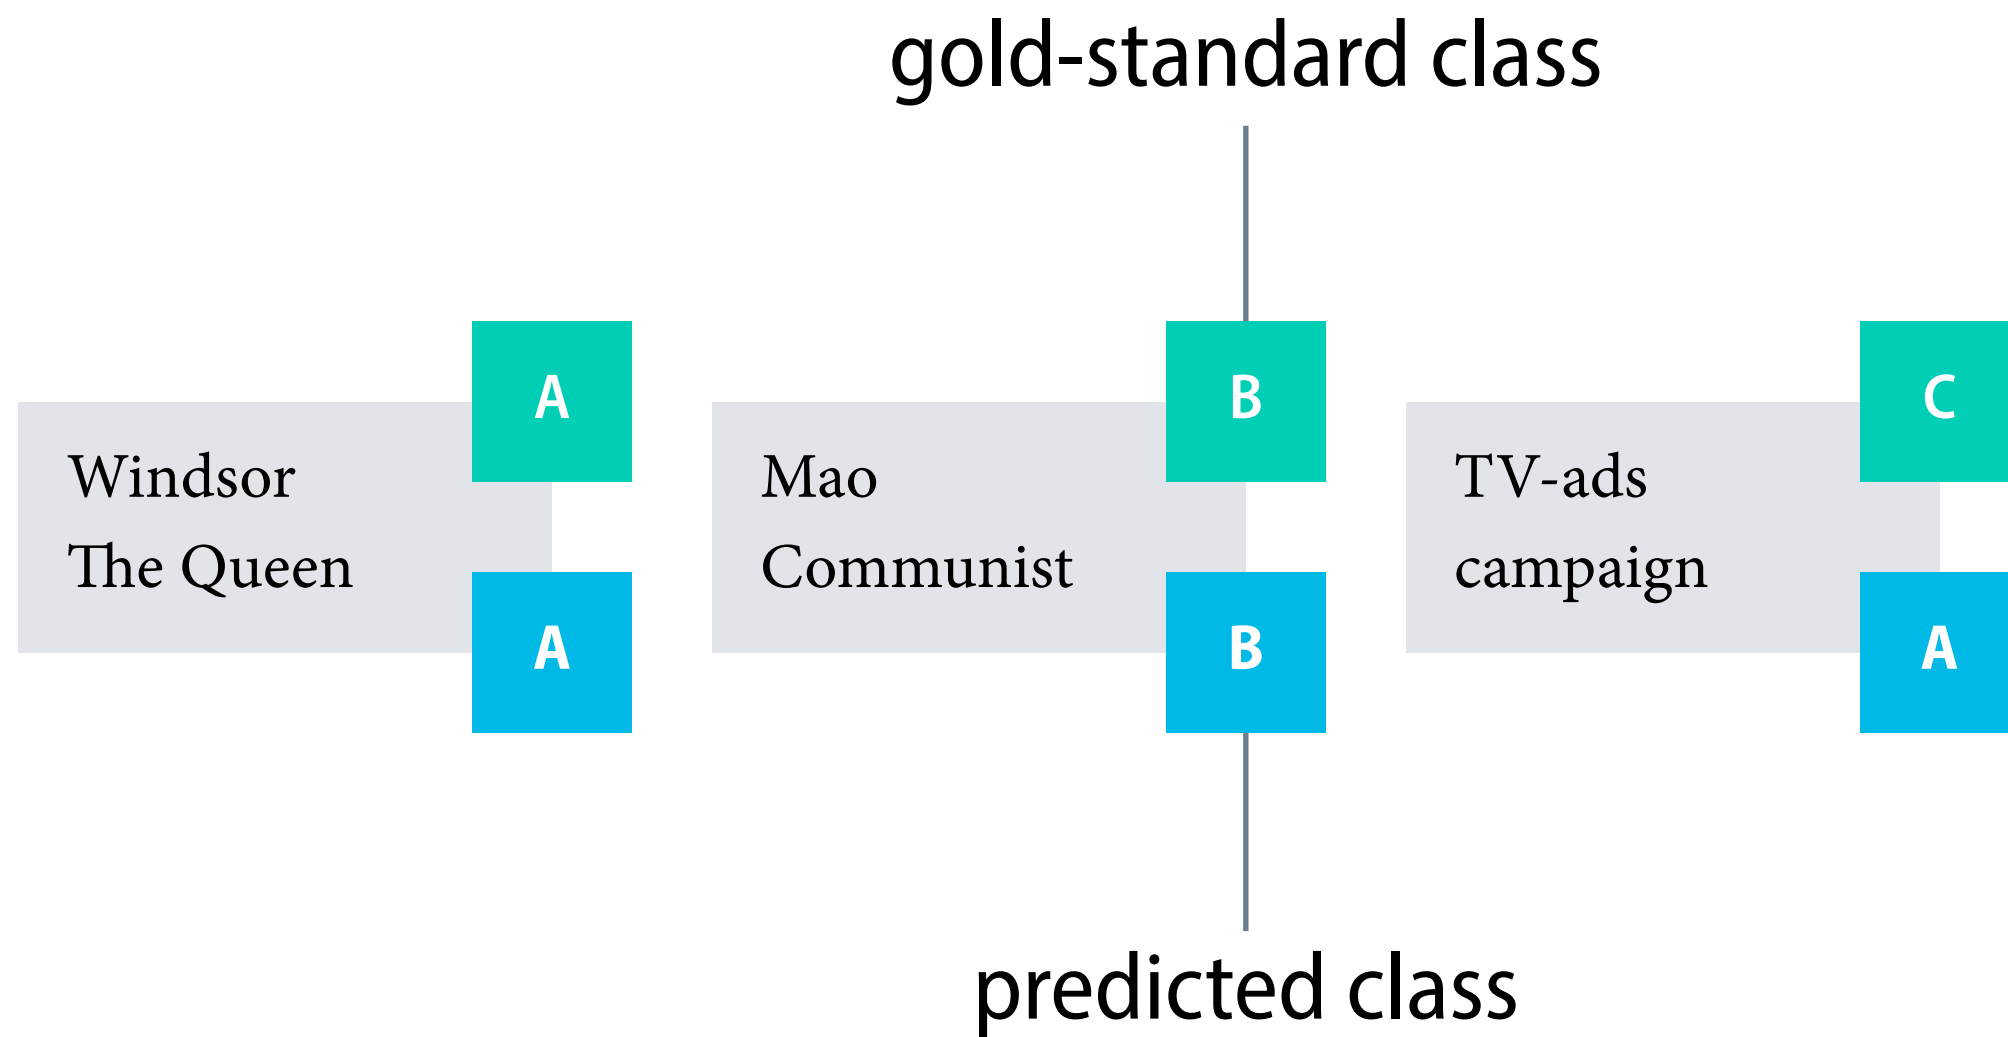 gold-standard class
A
B
C
Windsor
The Queen
Mao
Communist
TV-ads
campaign
A
B
A
predicted class